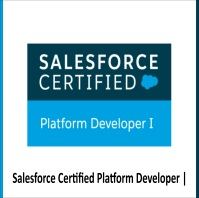 SALESFORCE
CERTIFIED
Platform Developer I
Salesforce Certified Platform Developer |